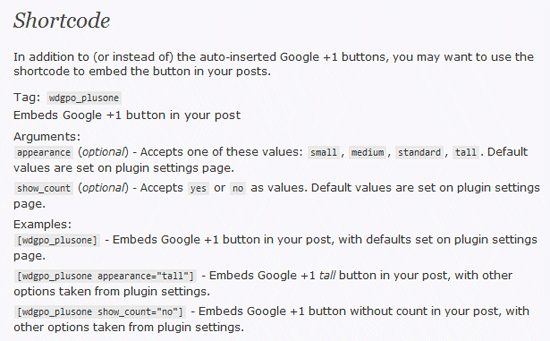 Shortcode
In addition to (or instead of) the auto-inserted Google +1 buttons, you may want to use the
shortcode to embed the button in your posts.
Tag: wdgpo_plusone
Embeds Google +1 button in your post
Arguments:
appearance (optional) - Accepts one of these values: small, medium, standard, tall. Default
values are set on plugin settings page.
show_count (optional) - Accepts yes or no as values. Default values are set on plugin settings
page.
Examples:
[wdgpo_plusone] - Embeds Google +1 button in your post, with defaults set on plugin settings
page.
[wdgpo_plusone appearance="tall"] - Embeds Google +1 tall button in your post, with other
options taken from plugin settings.
[wdgpo_plusone show_count="no"] - Embeds Google +1 button without count in your post, with
other options taken from plugin settings.